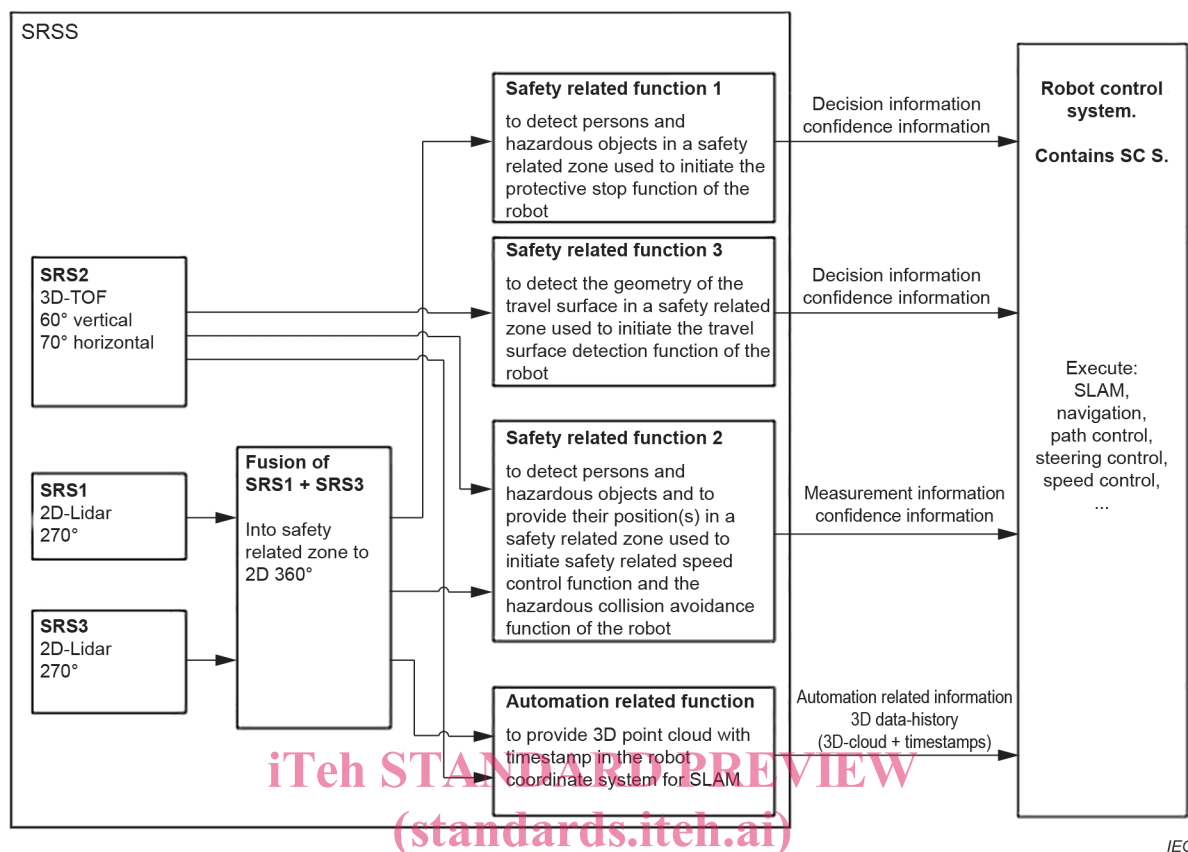 SRSS
SRS2
3D-TOF
60° vertical
70° horizontal
SRS1
2D-Lidar
270°
SRS3
2D-Lidar
270°
Fusion of
SRS1 + SRS3
Into safety
related zone to
2D 360°
Safety related function 1
to detect persons and
hazardous objects in a safety
related zone used to initiate the
protective stop function of the
robot
Safety related function 3
to detect the geometry of the
travel surface in a safety related
zone used to initiate the travel
surface detection function of the
robot
Safety related function 2
to detect persons and
hazardous objects and to
provide their position(s) in a
safety related zone used to
initiate safety related speed
control function and the
hazardous collision avoidance
function of the robot
Automation related function
to provide 3D point cloud with
timestamp in the robot
coordinate system for SLAM
Decision information
confidence information
Decision information
confidence information
Measurement information
confidence information
Automation related information
3D data-history
(3D-cloud + timestamps)
Robot control
system.
Contains SC S.
Execute:
SLAM,
navigation,
path control,
steering control,
speed control,
...
iTeh STANDARD PREVIEW
(standards.iteh.ai)
IEC